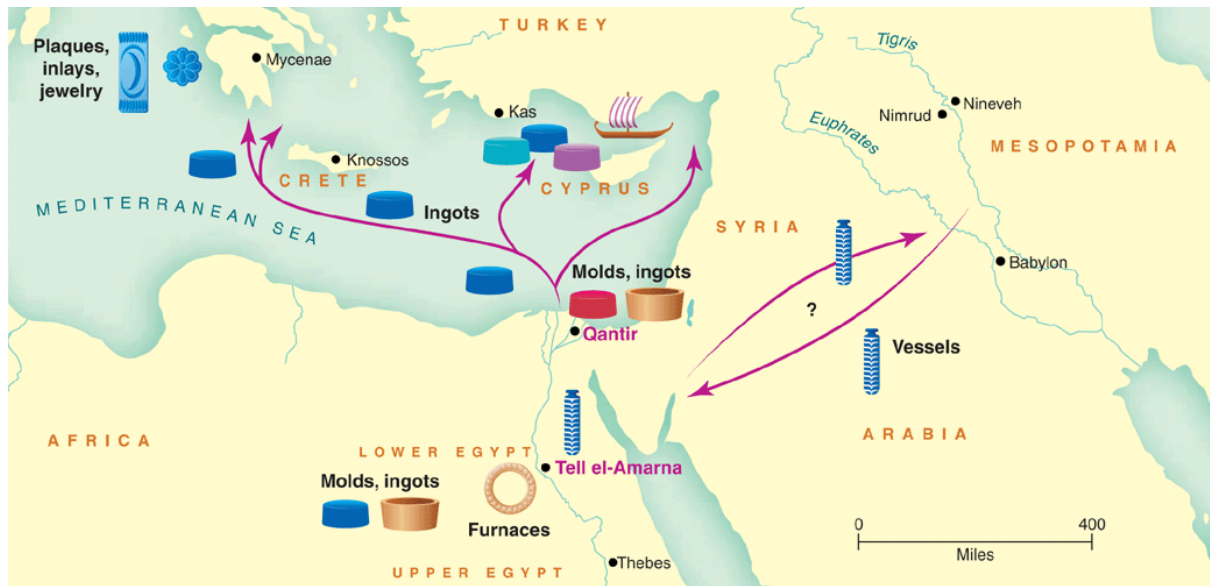 TURKEY
Plaques,
inlays,
jewelry
Mycenae
Tigris
Nineveh
Nimrud
Kas
Euphrates
MESOPOTAMIA
Knossos
CRETE
CYPRUS
MEDITERRANEAN SEA
Ingots
SYRIA
Babylon
Molds, ingots
?
Qantir
Vessels
AFRICA
ARABIA
LOWER EGYPT
Tell el-Amarna
Molds, ingots
Furnaces
0 400
Miles
Thebes
UPPER EGYPT